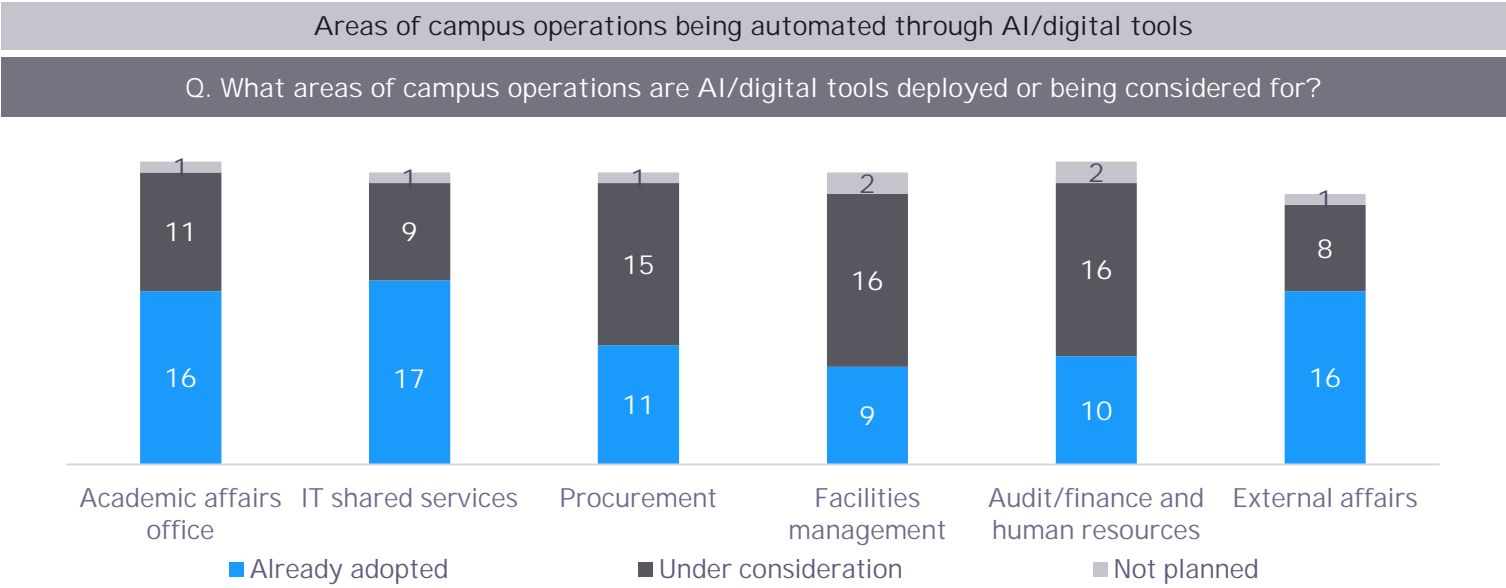 Areas of campus operations being automated through AI/digital tools
Q. What areas of campus operations are AI/digital tools deployed or being considered for?
1 1 1 2 2 1
11 9 15 16 16 8
16 17 11 9 10 16
Academic affairs office
IT shared services
Procurement
Facilities management
Audit/finance and human resources
External affairs
Already adopted
Under consideration
Not planned